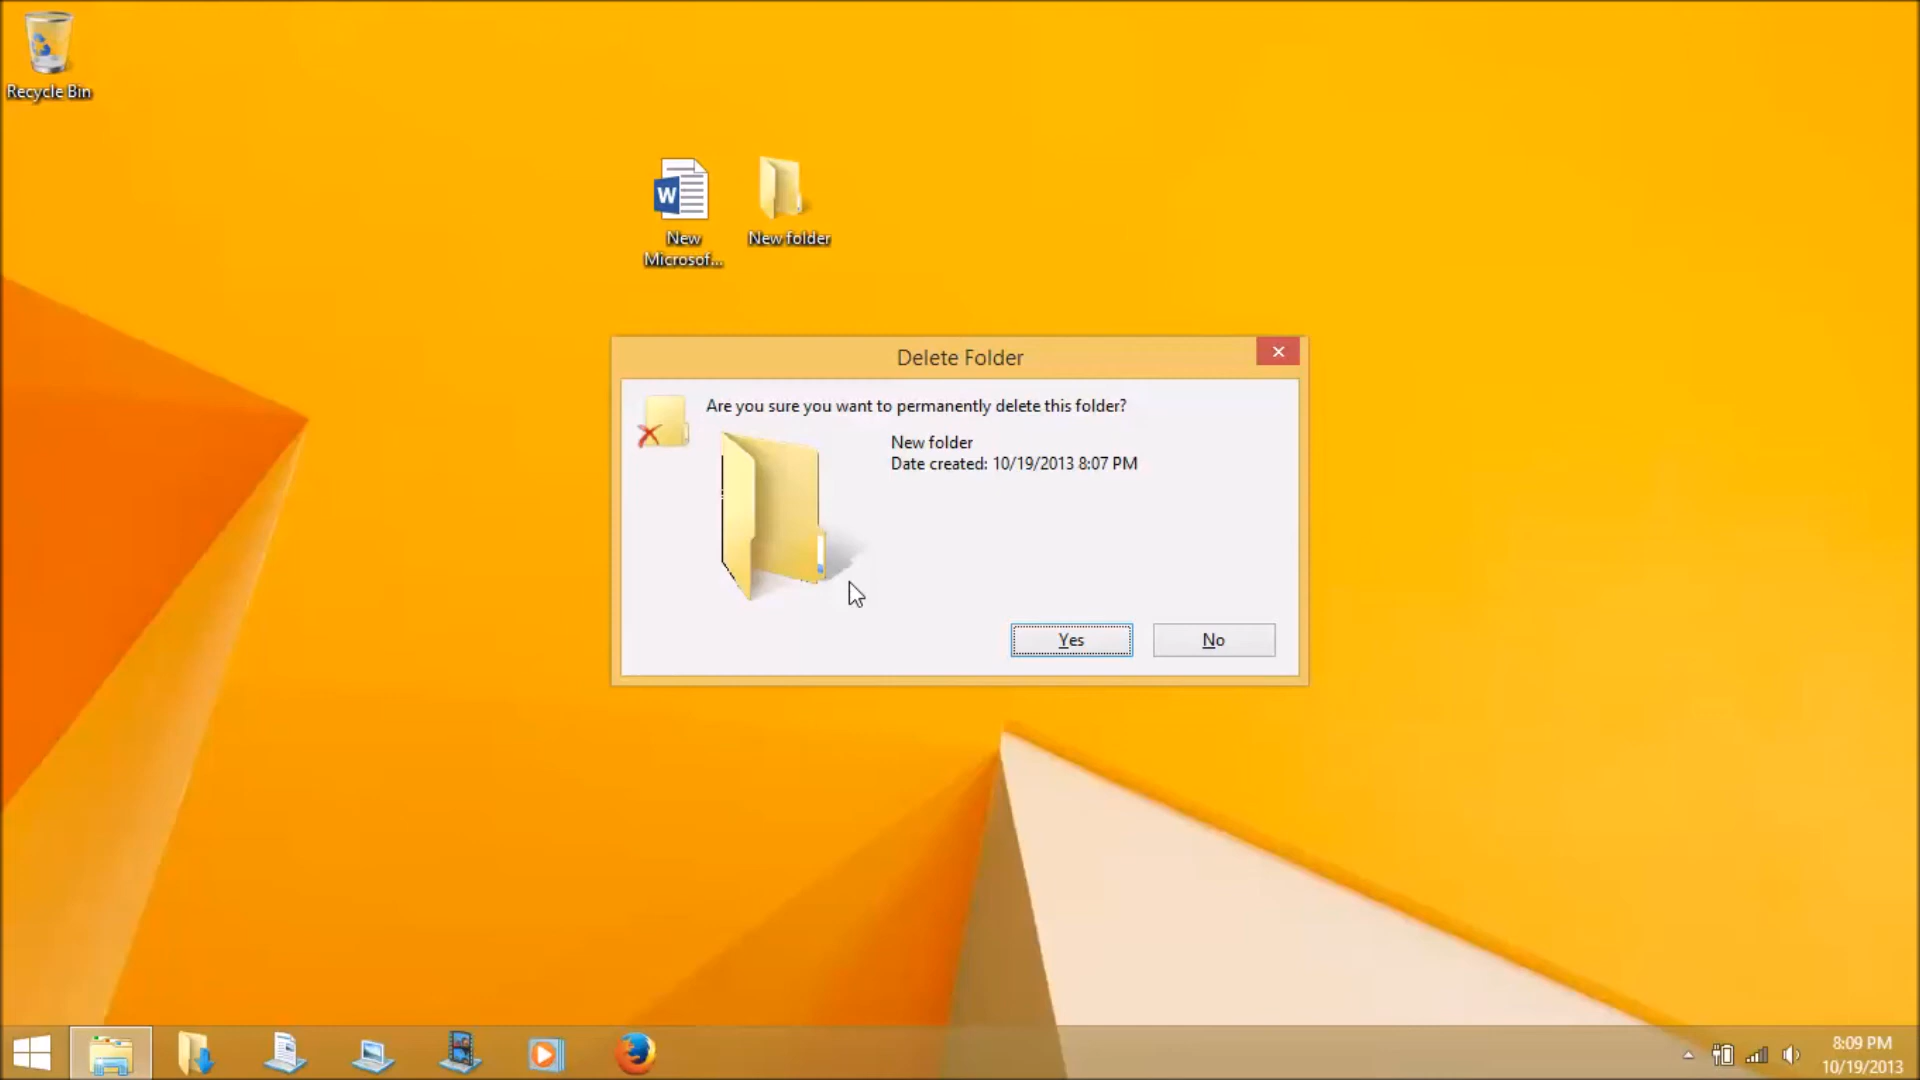 Recycle Bin
W
New
Microsof...
New folder
Delete Folder
Are you sure you want to permanently delete this folder?
New folder
Date created: 10/19/2013 8:07 PM
Yes
No
8:09 PM
10/19/2013